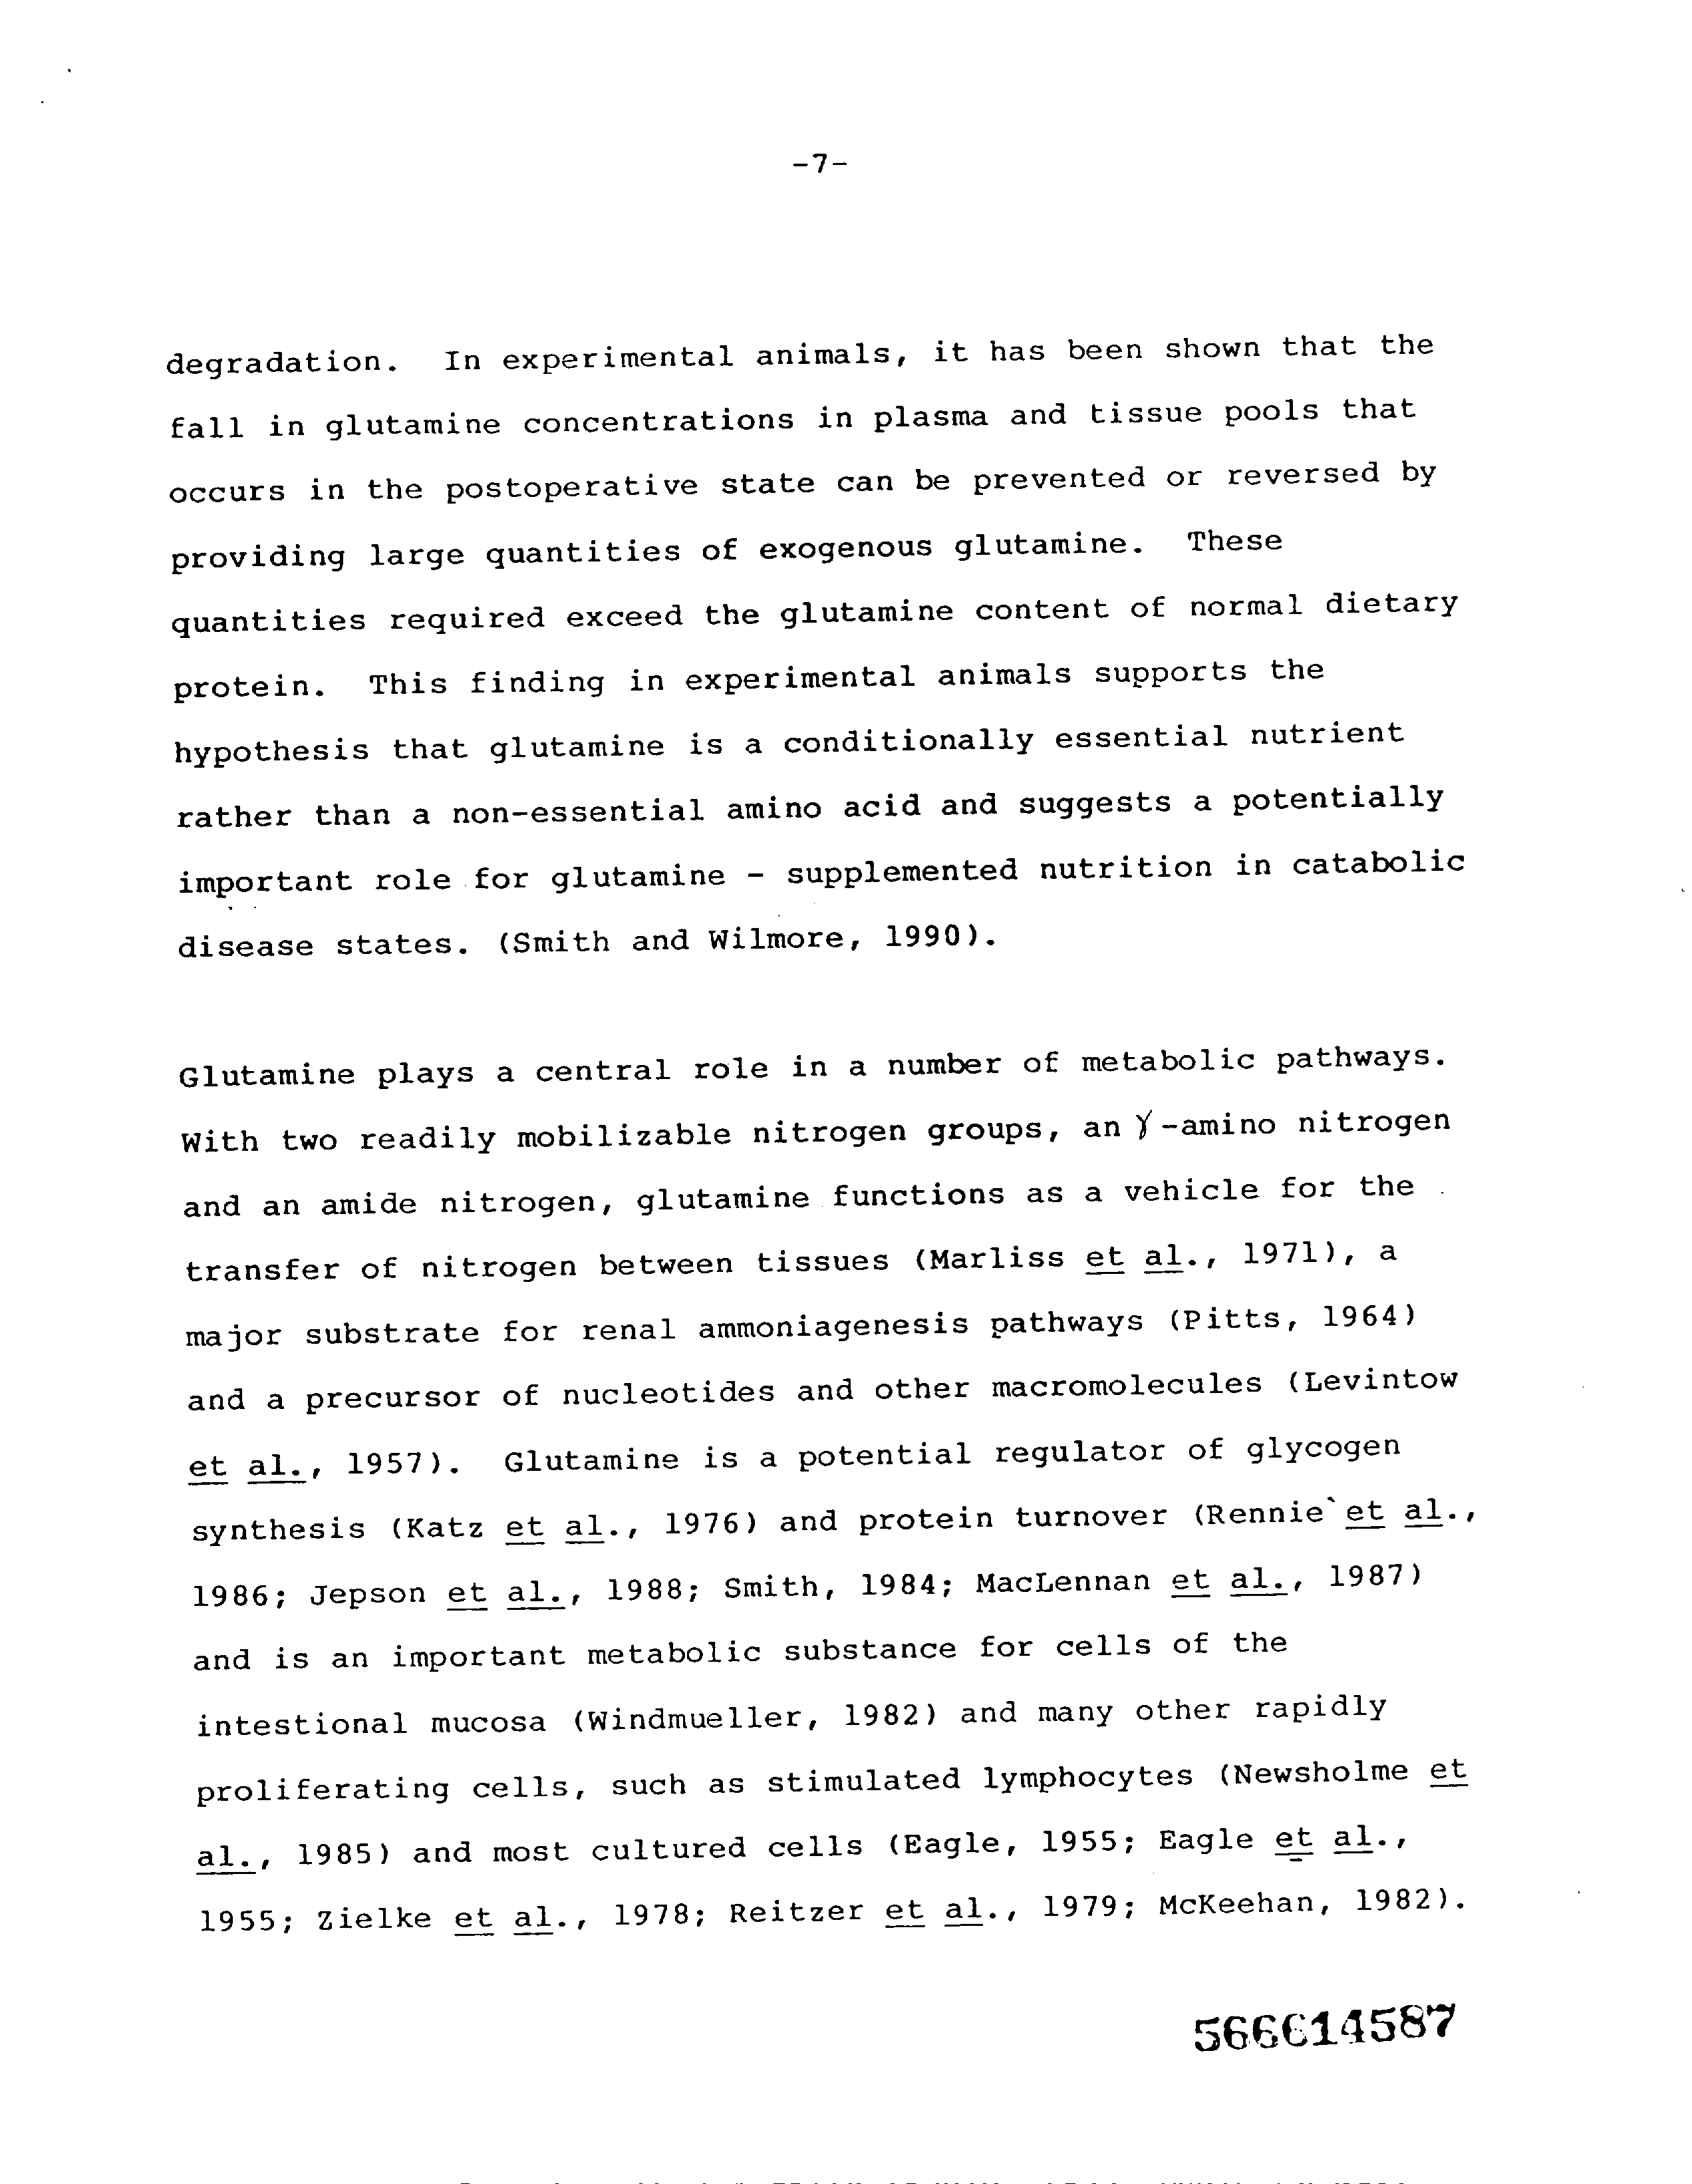 -7-
degradation. In experimental animals, it has been shown that the
fall in glutamine concentrations in plasma and tissue pools that
occurs in the postoperative state can be prevented or reversed by
providing large quantities of exogenous glutamine. These
quantities required exceed the glutamine content of normal dietary
protein. This finding in experimental animals supports the
hypothesis that glutamine is a conditionally essential nutrient
rather than a non-essential amino acid and suggests a potentially
important role for glutamine - supplemented nutrition in catabolic
disease states. (Smith and Wilmore, 1990).
Glutamine plays a central role in a number of metabolic pathways.
With two readily mobilizable nitrogen groups, an γ-amino nitrogen
and an amide nitrogen, glutamine functions as a vehicle for the
transfer of nitrogen between tissues (Marliss et al., 1971), a
major substrate for renal ammoniagenesis pathways (Pitts, 1964)
and a precursor of nucleotides and other macromolecules (Levintow
et al., 1957). Glutamine is a potential regulator of glycogen
synthesis (Katz et al., 1976) and protein turnover (Rennie et al.,
1986; Jepson et al., 1988; Smith, 1984; MacLennan et al., 1987)
and is an important metabolic substance for cells of the
intestional mucosa (Windmueller, 1982) and many other rapidly
proliferating cells, such as stimulated lymphocytes (Newsholme et
al., 1985) and most cultured cells (Eagle, 1955; Eagle et al.,
1955; Zielke et al., 1978; Reitzer et al., 1979; McKeehan, 1982).
566614587